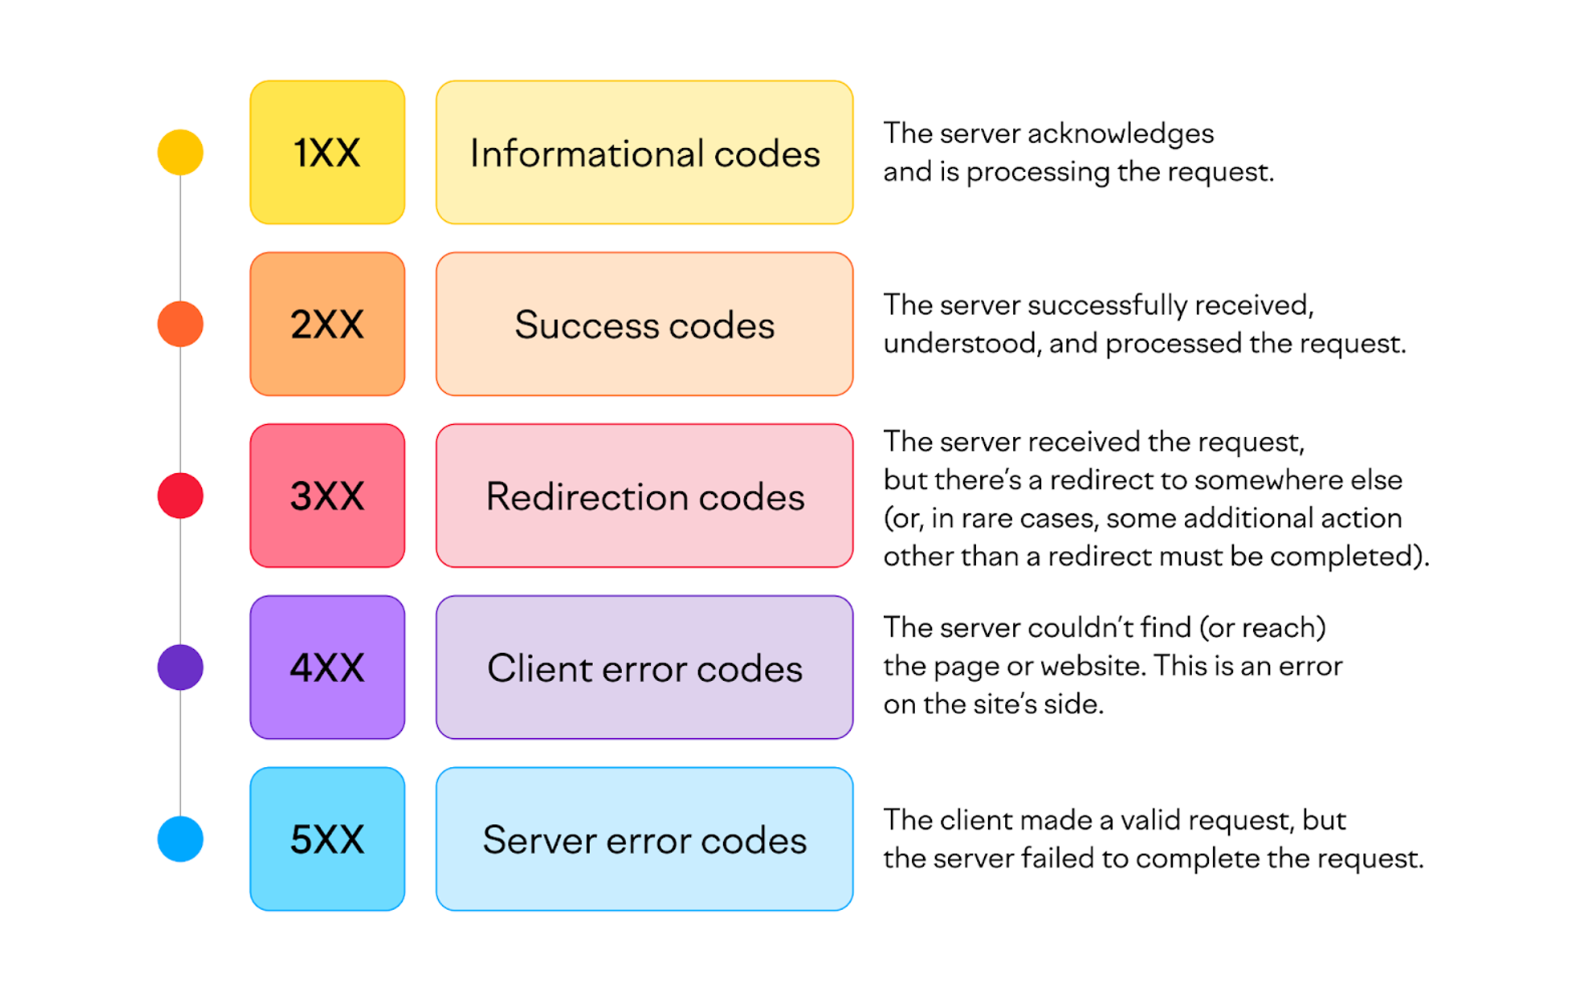 1XX
Informational codes
The server acknowledges
and is processing the request.
2XX
Success codes
The server successfully received,
understood, and processed the request.
3XX
Redirection codes
The server received the request,
but there’s a redirect to somewhere else
(or, in rare cases, some additional action
other than a redirect must be completed).
4XX
Client error codes
The server couldn’t find (or reach)
the page or website. This is an error
on the site’s side.
5XX
Server error codes
The client made a valid request, but
the server failed to complete the request.